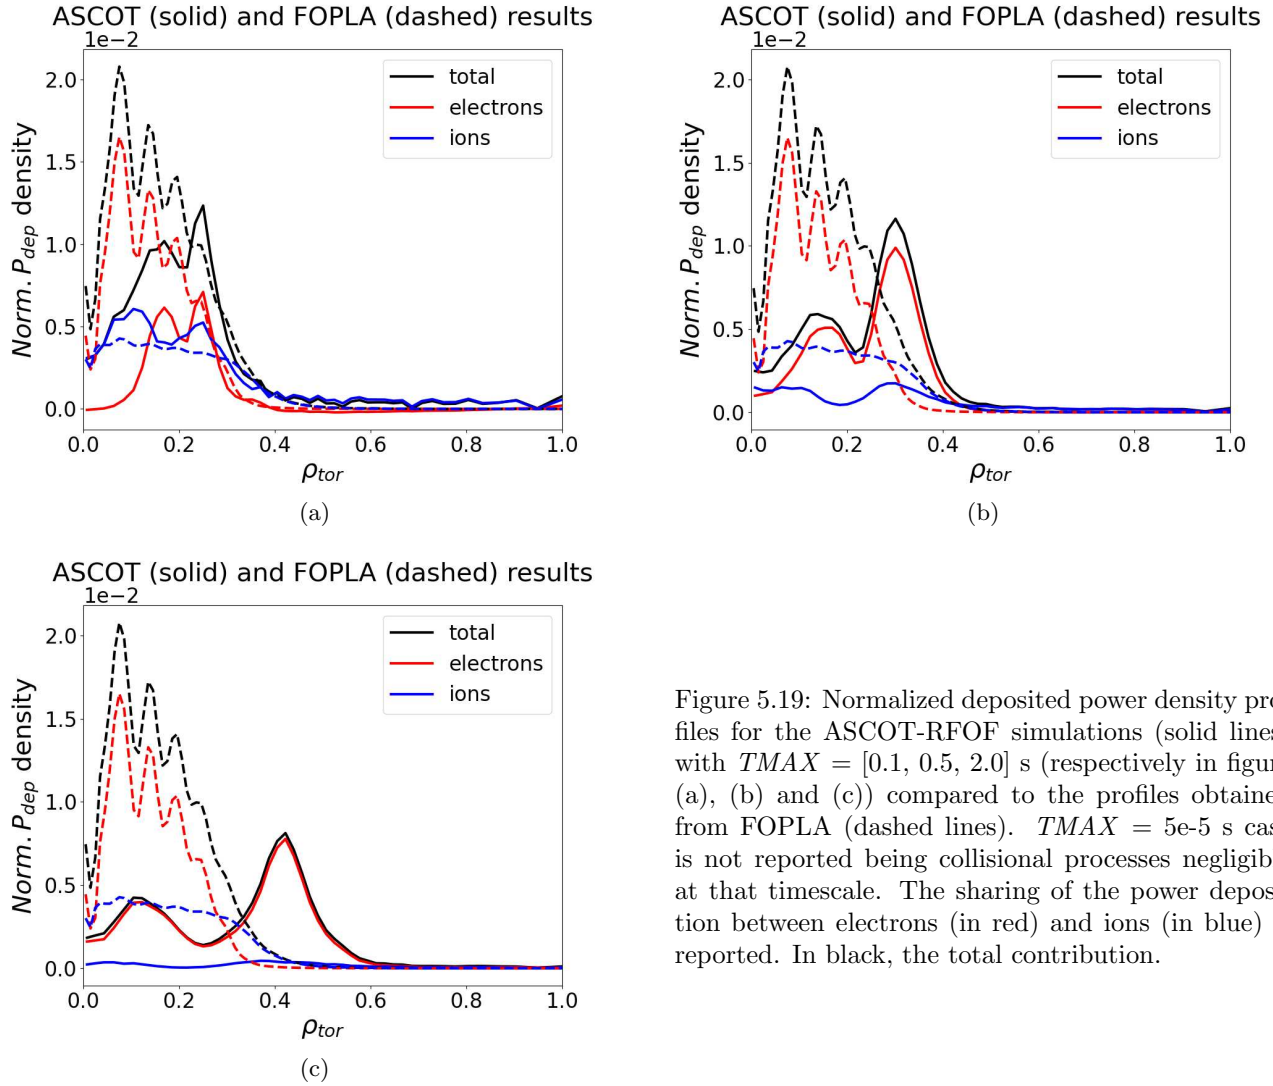 ASCOT (solid) and FOPLA (dashed) results
1e−2
2.0
1.5
1.0
0.5
0.0
Norm. P_dep density
total
electrons
ions
0.0 0.2 0.4 0.6 0.8 1.0
ρ_tor
(a)
ASCOT (solid) and FOPLA (dashed) results
1e−2
2.0
1.5
1.0
0.5
0.0
Norm. P_dep density
total
electrons
ions
0.0 0.2 0.4 0.6 0.8 1.0
ρ_tor
(b)
ASCOT (solid) and FOPLA (dashed) results
1e−2
2.0
1.5
1.0
0.5
0.0
Norm. P_dep density
total
electrons
ions
0.0 0.2 0.4 0.6 0.8 1.0
ρ_tor
(c)
Figure 5.19: Normalized deposited power density pro
files for the ASCOT-RFOF simulations (solid lines
with TMAX = [0.1, 0.5, 2.0] s (respectively in figur
(a), (b) and (c)) compared to the profiles obtaine
from FOPLA (dashed lines). TMAX = 5e-5 s cas
is not reported being collisional processes negligib
at that timescale. The sharing of the power depos
tion between electrons (in red) and ions (in blue)
reported. In black, the total contribution.